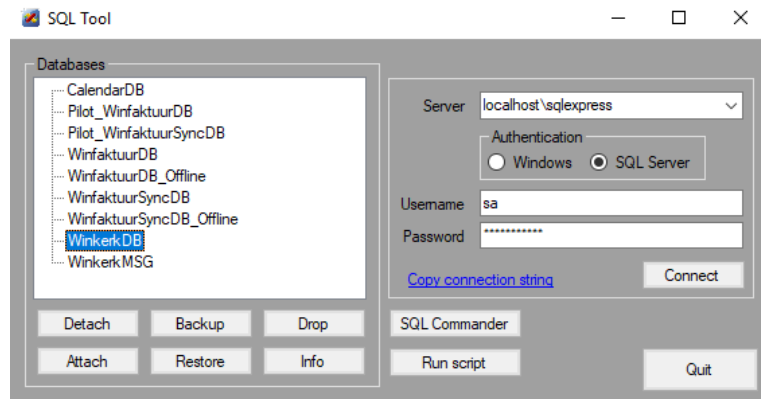 SQL Tool
Databases
CalendarDB
Pilot_WinfaktuurDB
Pilot_WinfaktuurSyncDB
WinfaktuurDB
WinfaktuurDB_Offline
WinfaktuurSyncDB
WinfaktuurSyncDB_Offline
WinkerkDB
WinkerkMSG
Detach Backup Drop
Attach Restore Info
Server localhost\sqlexpress
Authentication
Windows SQL Server
Username sa
Password ***********
Copy connection string Connect
SQL Commander
Run script
Quit